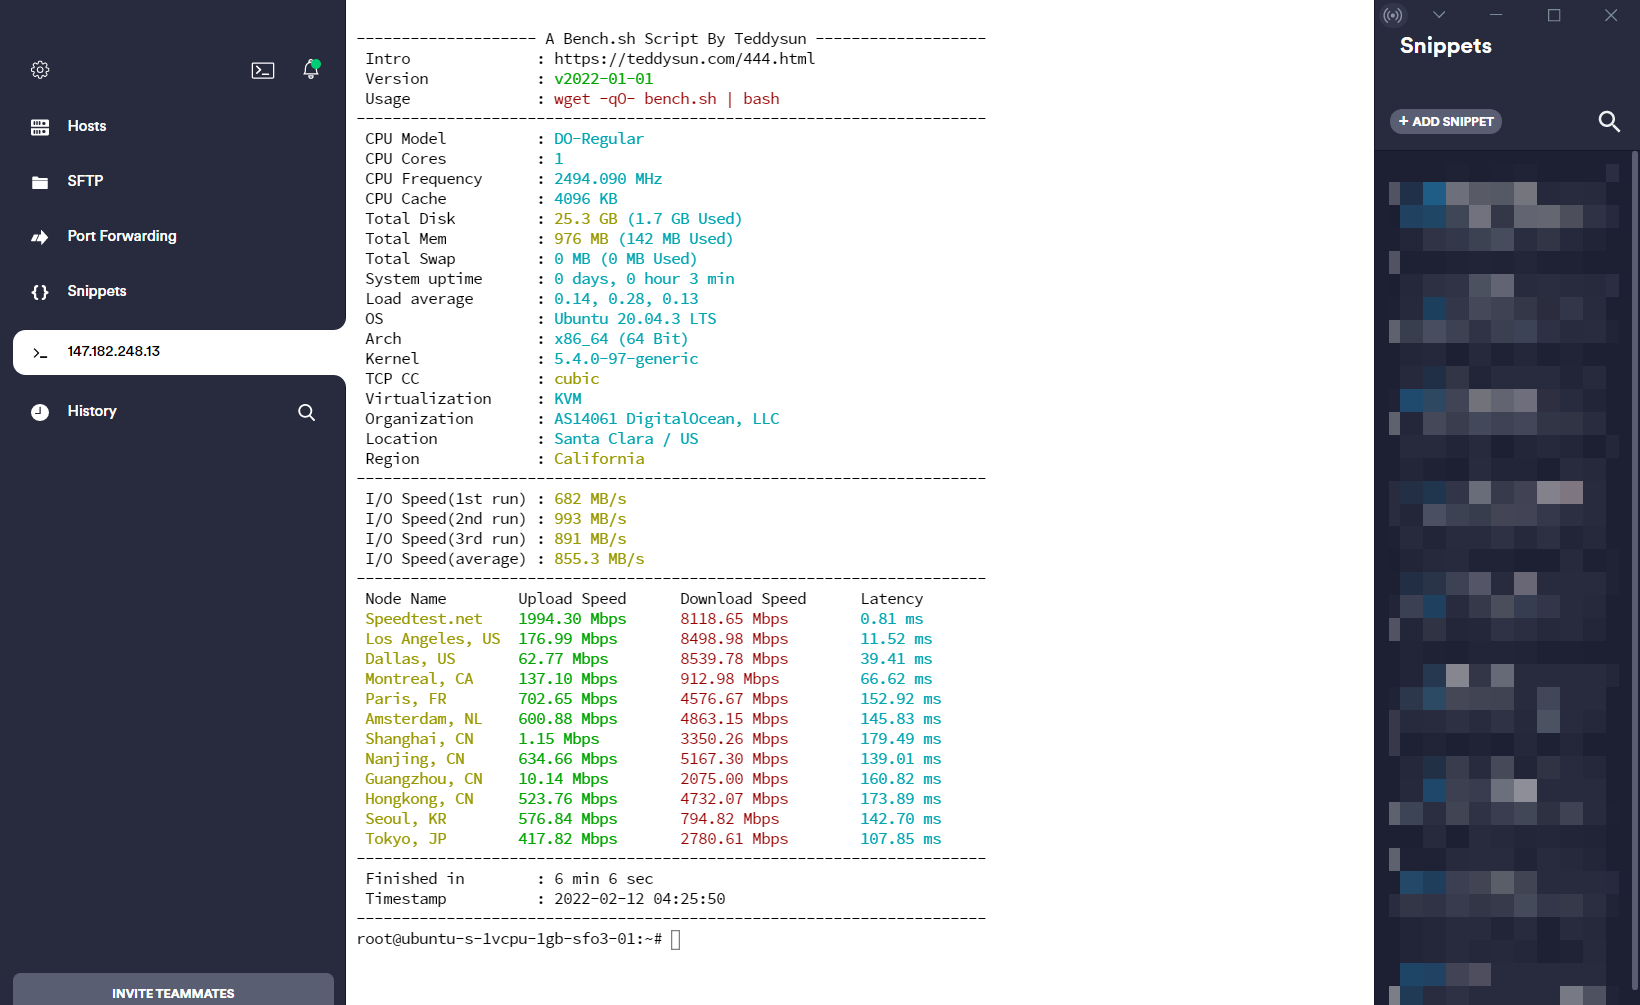 Hosts
SFTP
Port Forwarding
Snippets
147.182.248.13
History
INVITE TEAMMATES
-------------------- A Bench.sh Script By Teddysun -------------------
Intro : https://teddysun.com/444.html
Version : v2022-01-01
Usage : wget -qO- bench.sh | bash
----------------------------------------------------------------------
CPU Model : DO-Regular
CPU Cores : 1
CPU Frequency : 2494.090 MHz
CPU Cache : 4096 KB
Total Disk : 25.3 GB (1.7 GB Used)
Total Mem : 976 MB (142 MB Used)
Total Swap : 0 MB (0 MB Used)
System uptime : 0 days, 0 hour 3 min
Load average : 0.14, 0.28, 0.13
OS : Ubuntu 20.04.3 LTS
Arch : x86_64 (64 Bit)
Kernel : 5.4.0-97-generic
TCP CC : cubic
Virtualization : KVM
Organization : AS14061 DigitalOcean, LLC
Location : Santa Clara / US
Region : California
----------------------------------------------------------------------
I/O Speed(1st run) : 682 MB/s
I/O Speed(2nd run) : 993 MB/s
I/O Speed(3rd run) : 891 MB/s
I/O Speed(average) : 855.3 MB/s
----------------------------------------------------------------------
Node Name Upload Speed Download Speed Latency
Speedtest.net 1994.30 Mbps 8118.65 Mbps 0.81 ms
Los Angeles, US 176.99 Mbps 8498.98 Mbps 11.52 ms
Dallas, US 62.77 Mbps 8539.78 Mbps 39.41 ms
Montreal, CA 137.10 Mbps 912.98 Mbps 66.62 ms
Paris, FR 702.65 Mbps 4576.67 Mbps 152.92 ms
Amsterdam, NL 600.88 Mbps 4863.15 Mbps 145.83 ms
Shanghai, CN 1.15 Mbps 3350.26 Mbps 179.49 ms
Nanjing, CN 634.66 Mbps 5167.30 Mbps 139.01 ms
Guangzhou, CN 10.14 Mbps 2075.00 Mbps 160.82 ms
Hongkong, CN 523.76 Mbps 4732.07 Mbps 173.89 ms
Seoul, KR 576.84 Mbps 794.82 Mbps 142.70 ms
Tokyo, JP 417.82 Mbps 2780.61 Mbps 107.85 ms
----------------------------------------------------------------------
Finished in : 6 min 6 sec
Timestamp : 2022-02-12 04:25:50
----------------------------------------------------------------------
root@ubuntu-s-1vcpu-1gb-sfo3-01:~#
Snippets
+ ADD SNIPPET